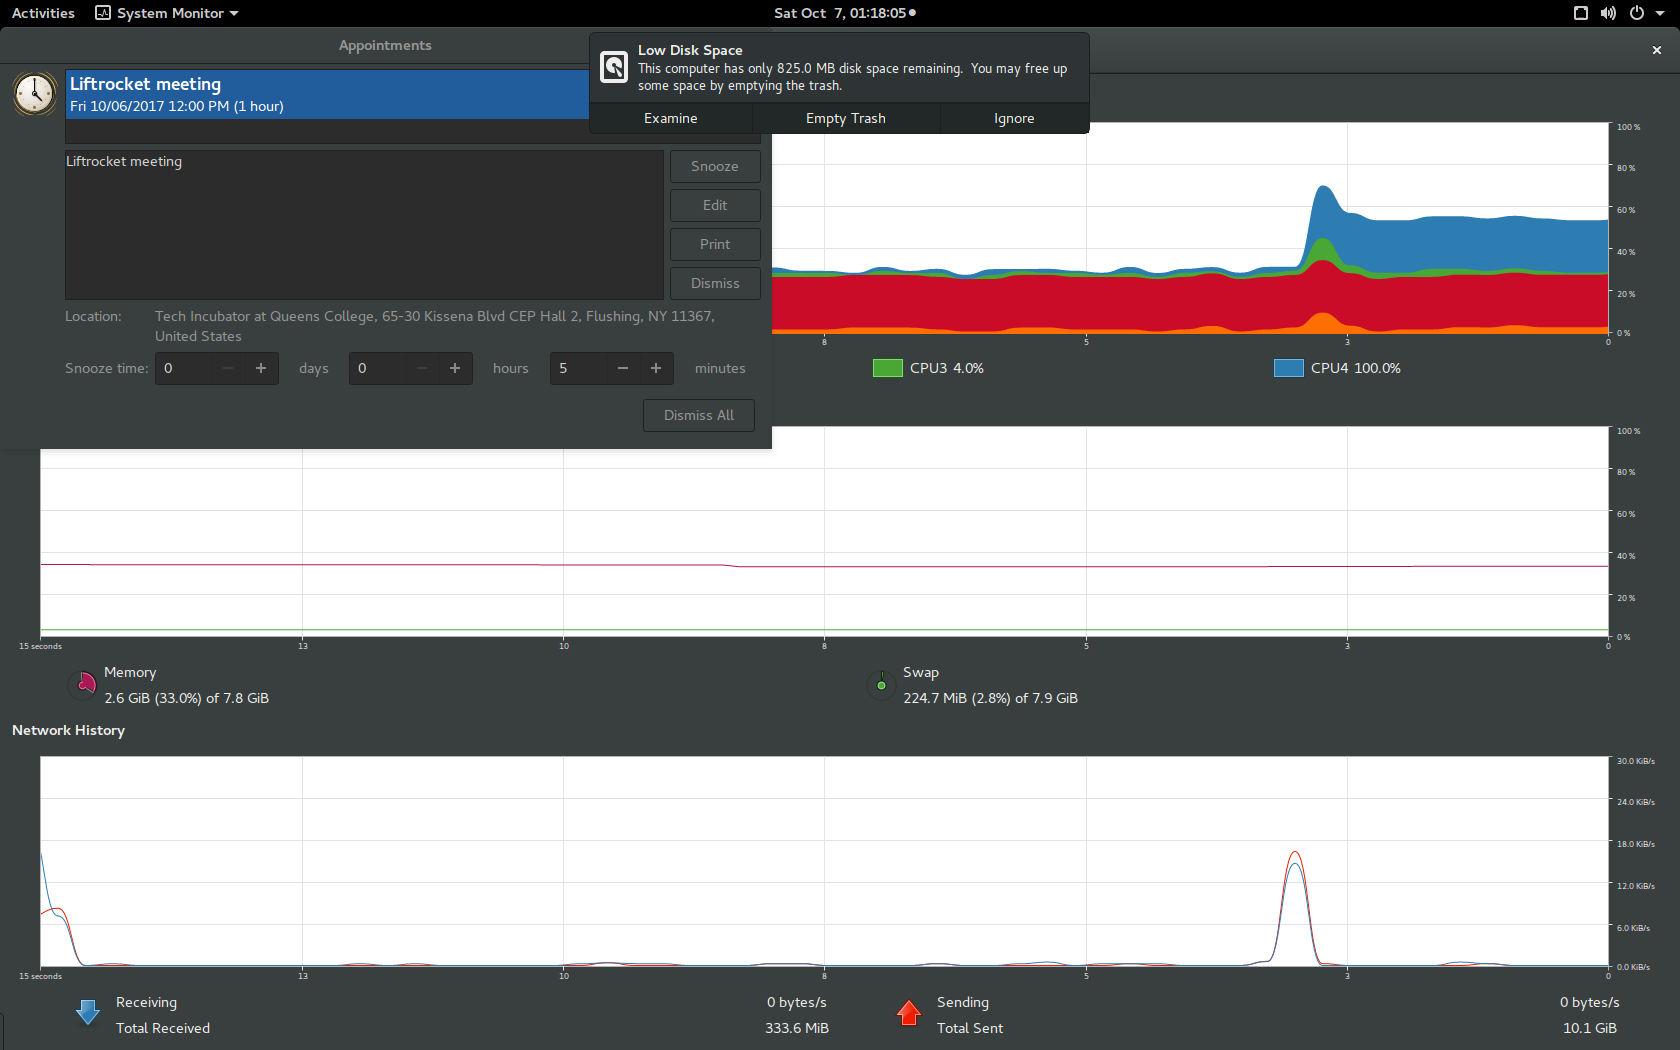 Activities
System Monitor
Sat Oct 7, 01:18:05
Appointments
Liftrocket meeting
Fri 10/06/2017 12:00 PM (1 hour)
Low Disk Space
This computer has only 825.0 MB disk space remaining. You may free up
some space by emptying the trash.
Examine
Empty Trash
Ignore
Liftrocket meeting
Snooze
Edit
Print
Dismiss
Location:
Tech Incubator at Queens College, 65-30 Kissena Blvd CEP Hall 2, Flushing, NY 11367,
United States
Snooze time:
0
days
0
hours
5
minutes
Dismiss All
100 %
80 %
60 %
40 %
20 %
0 %
8
5
3
0
CPU3 4.0%
CPU4 100.0%
100 %
80 %
60 %
40 %
20 %
0 %
15 seconds
13
10
8
5
3
0
Memory
2.6 GiB (33.0%) of 7.8 GiB
Swap
224.7 MiB (2.8%) of 7.9 GiB
Network History
30.0 KiB/s
24.0 KiB/s
18.0 KiB/s
12.0 KiB/s
6.0 KiB/s
0.0 KiB/s
15 seconds
13
10
8
5
3
0
Receiving
0 bytes/s
Total Received
333.6 MiB
Sending
0 bytes/s
Total Sent
10.1 GiB